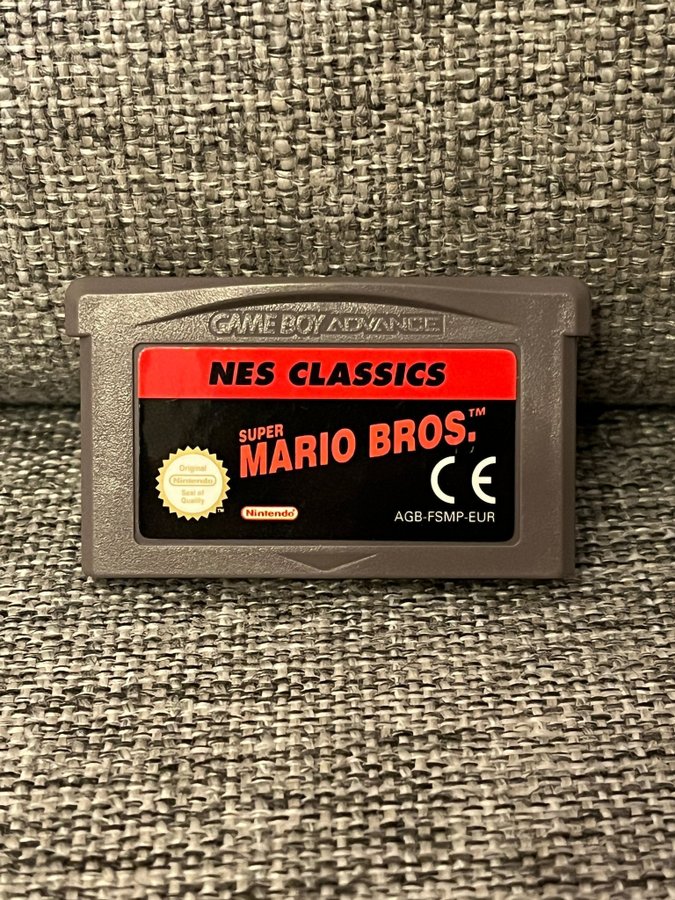 GAME BOY ADVANCE
NES CLASSICS
SUPER
MARIO BROS.™
Original
Nintendo
Seal of
Quality
™
Nintendo
CE
AGB-FSMP-EUR